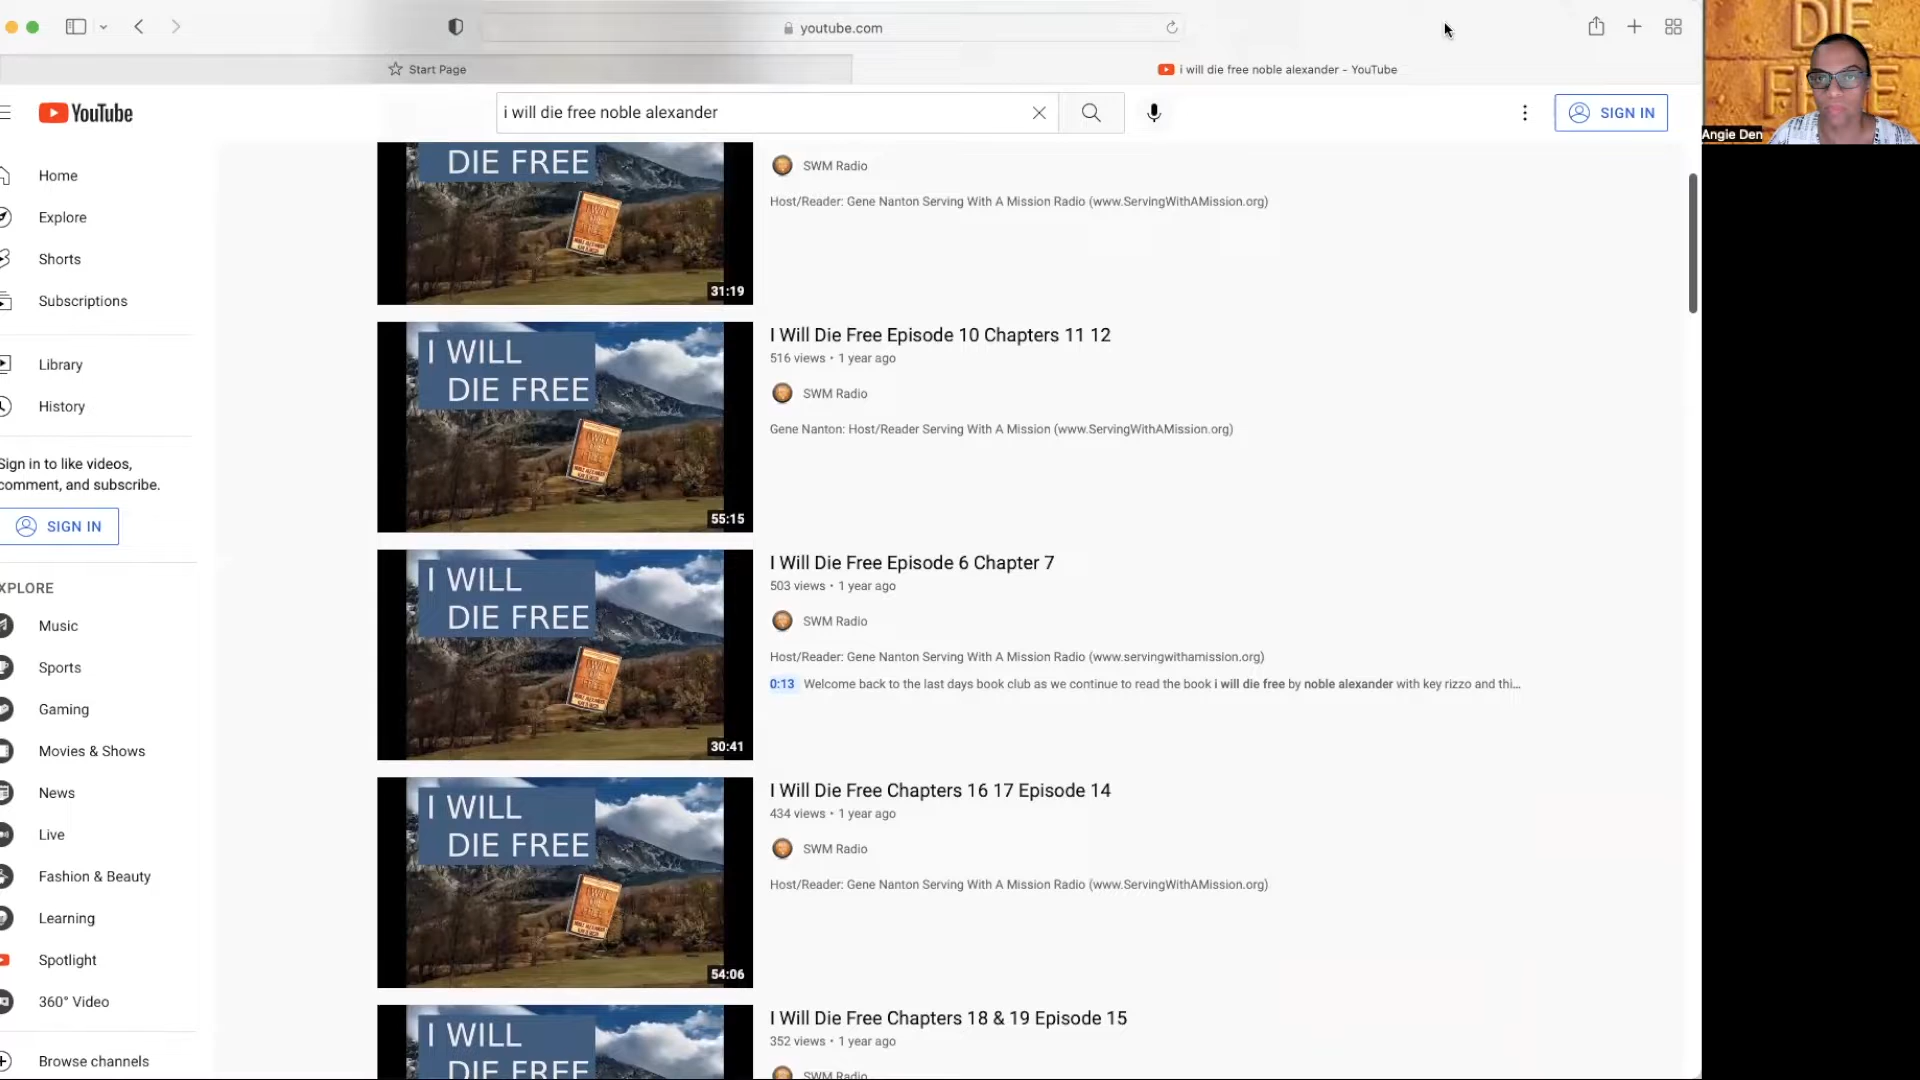 youtube.com
Start Page
i will die free noble alexander - YouTube
YouTube
i will die free noble alexander
SIGN IN
DIE
FREE
Angie Den
Home
Explore
Shorts
Subscriptions
Library
History
Sign in to like videos,
comment, and subscribe.
SIGN IN
XPLORE
Music
Sports
Gaming
Movies & Shows
News
Live
Fashion & Beauty
Learning
Spotlight
360° Video
Browse channels
DIE FREE
31:19
SWM Radio
Host/Reader: Gene Nanton Serving With A Mission Radio (www.ServingWithAMission.org)
I WILL
DIE FREE
55:15
I Will Die Free Episode 10 Chapters 11 12
516 views • 1 year ago
SWM Radio
Gene Nanton: Host/Reader Serving With A Mission (www.ServingWithAMission.org)
I WILL
DIE FREE
30:41
I Will Die Free Episode 6 Chapter 7
503 views • 1 year ago
SWM Radio
Host/Reader: Gene Nanton Serving With A Mission Radio (www.servingwithamission.org)
0:13 Welcome back to the last days book club as we continue to read the book i will die free by noble alexander with key rizzo and thi...
I WILL
DIE FREE
54:06
I Will Die Free Chapters 16 17 Episode 14
434 views • 1 year ago
SWM Radio
Host/Reader: Gene Nanton Serving With A Mission Radio (www.ServingWithAMission.org)
I WILL
DIE FREE
I Will Die Free Chapters 18 & 19 Episode 15
352 views • 1 year ago
SWM Radio